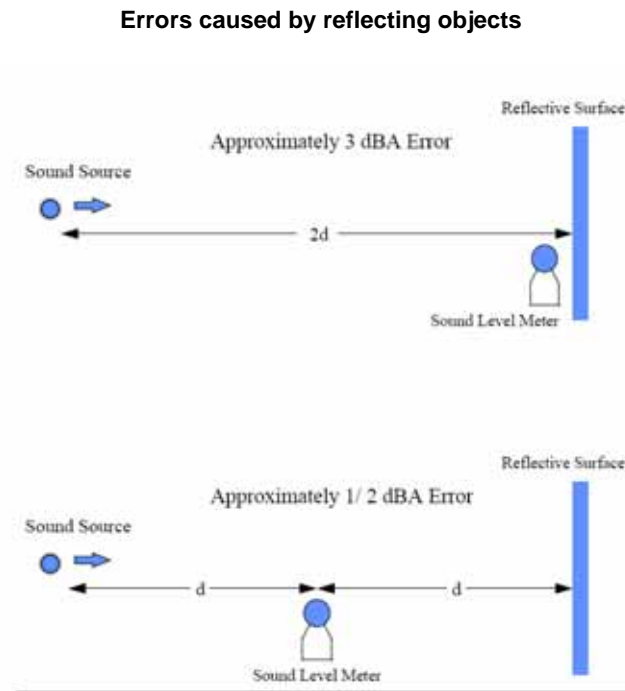 Errors caused by reflecting objects
Reflective Surface
Approximately 3 dBA Error
Sound Source
2d
Sound Level Meter
Reflective Surface
Approximately 1/ 2 dBA Error
Sound Source
d
d
Sound Level Meter